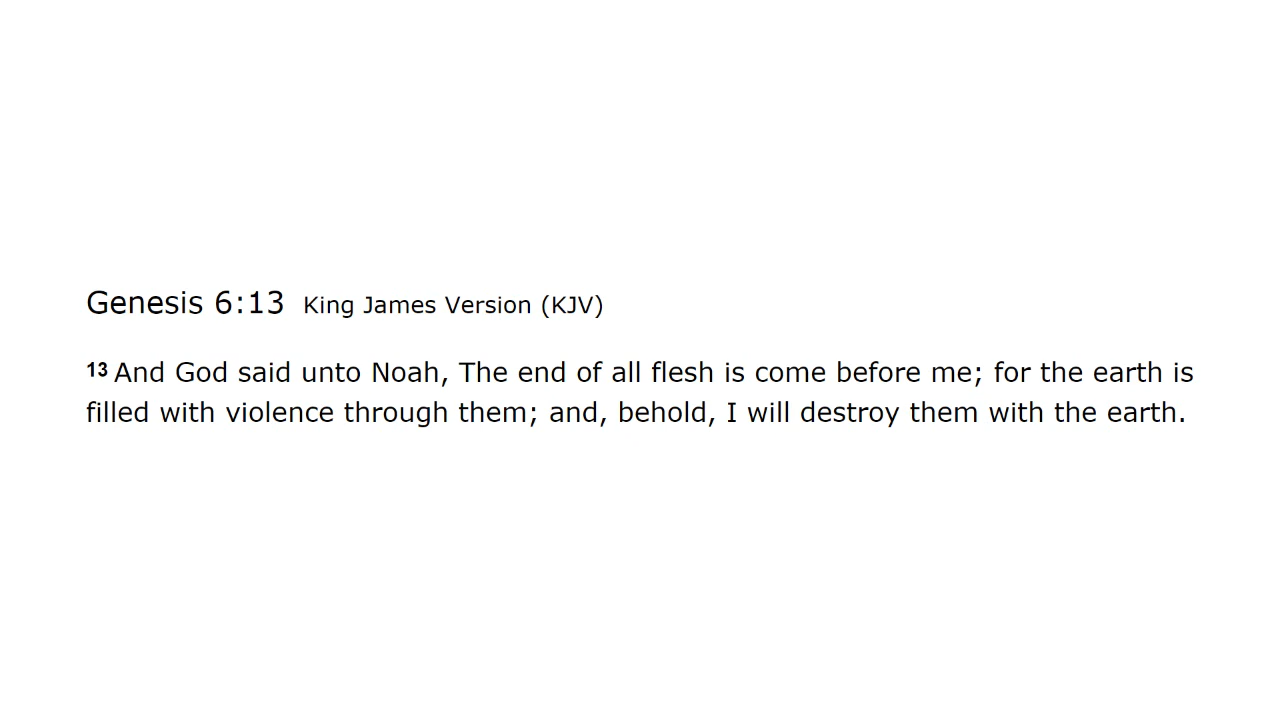 Genesis 6:13 King James Version (KJV)
13 And God said unto Noah, The end of all flesh is come before me; for the earth is
filled with violence through them; and, behold, I will destroy them with the earth.